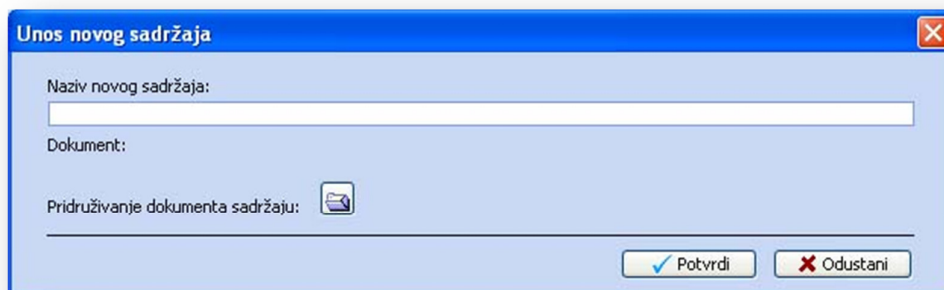 Unos novog sadržaja
Naziv novog sadržaja:
Dokument:
Pridruživanje dokumenta sadržaju:
Potvrdi Odustani